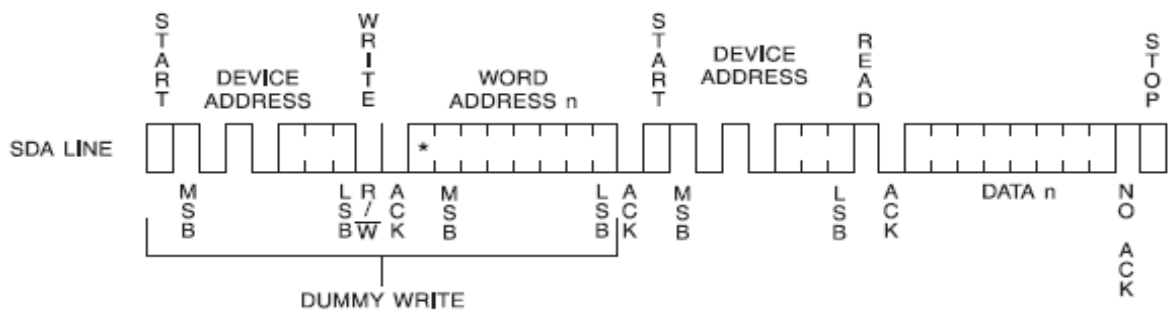 START
DEVICE
ADDRESS
WRITE
WORD
ADDRESS n
START
DEVICE
ADDRESS
READ
STOP
SDA LINE
*
MSB
LSB
R/W̅
ACK
MSB
LSB
ACK
MSB
LSB
ACK
DATA n
NO ACK
DUMMY WRITE